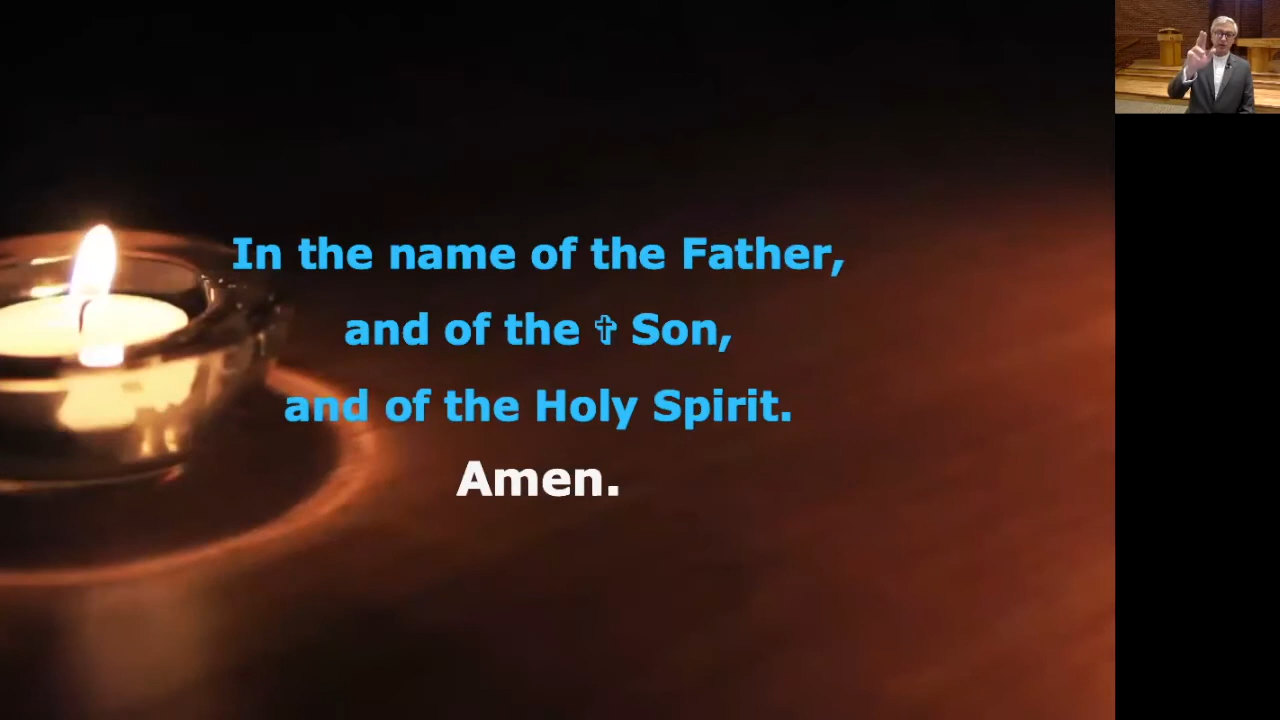 In the name of the Father,
and of the ✞ Son,
and of the Holy Spirit.
Amen.